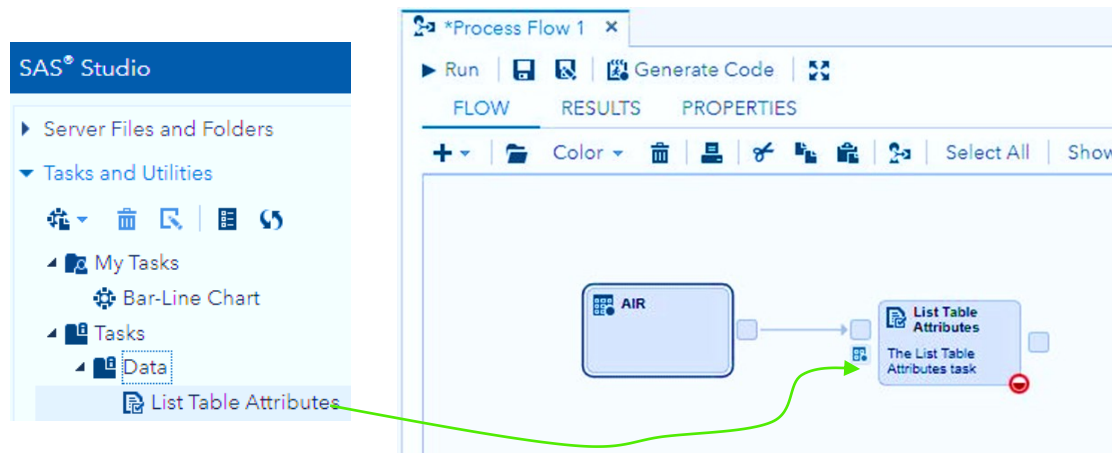 SAS® Studio
Server Files and Folders
Tasks and Utilities
My Tasks
Bar-Line Chart
Tasks
Data
List Table Attributes
*Process Flow 1
Run
Generate Code
FLOW RESULTS PROPERTIES
Color Select All Show
AIR
List Table
Attributes
The List Table
Attributes task